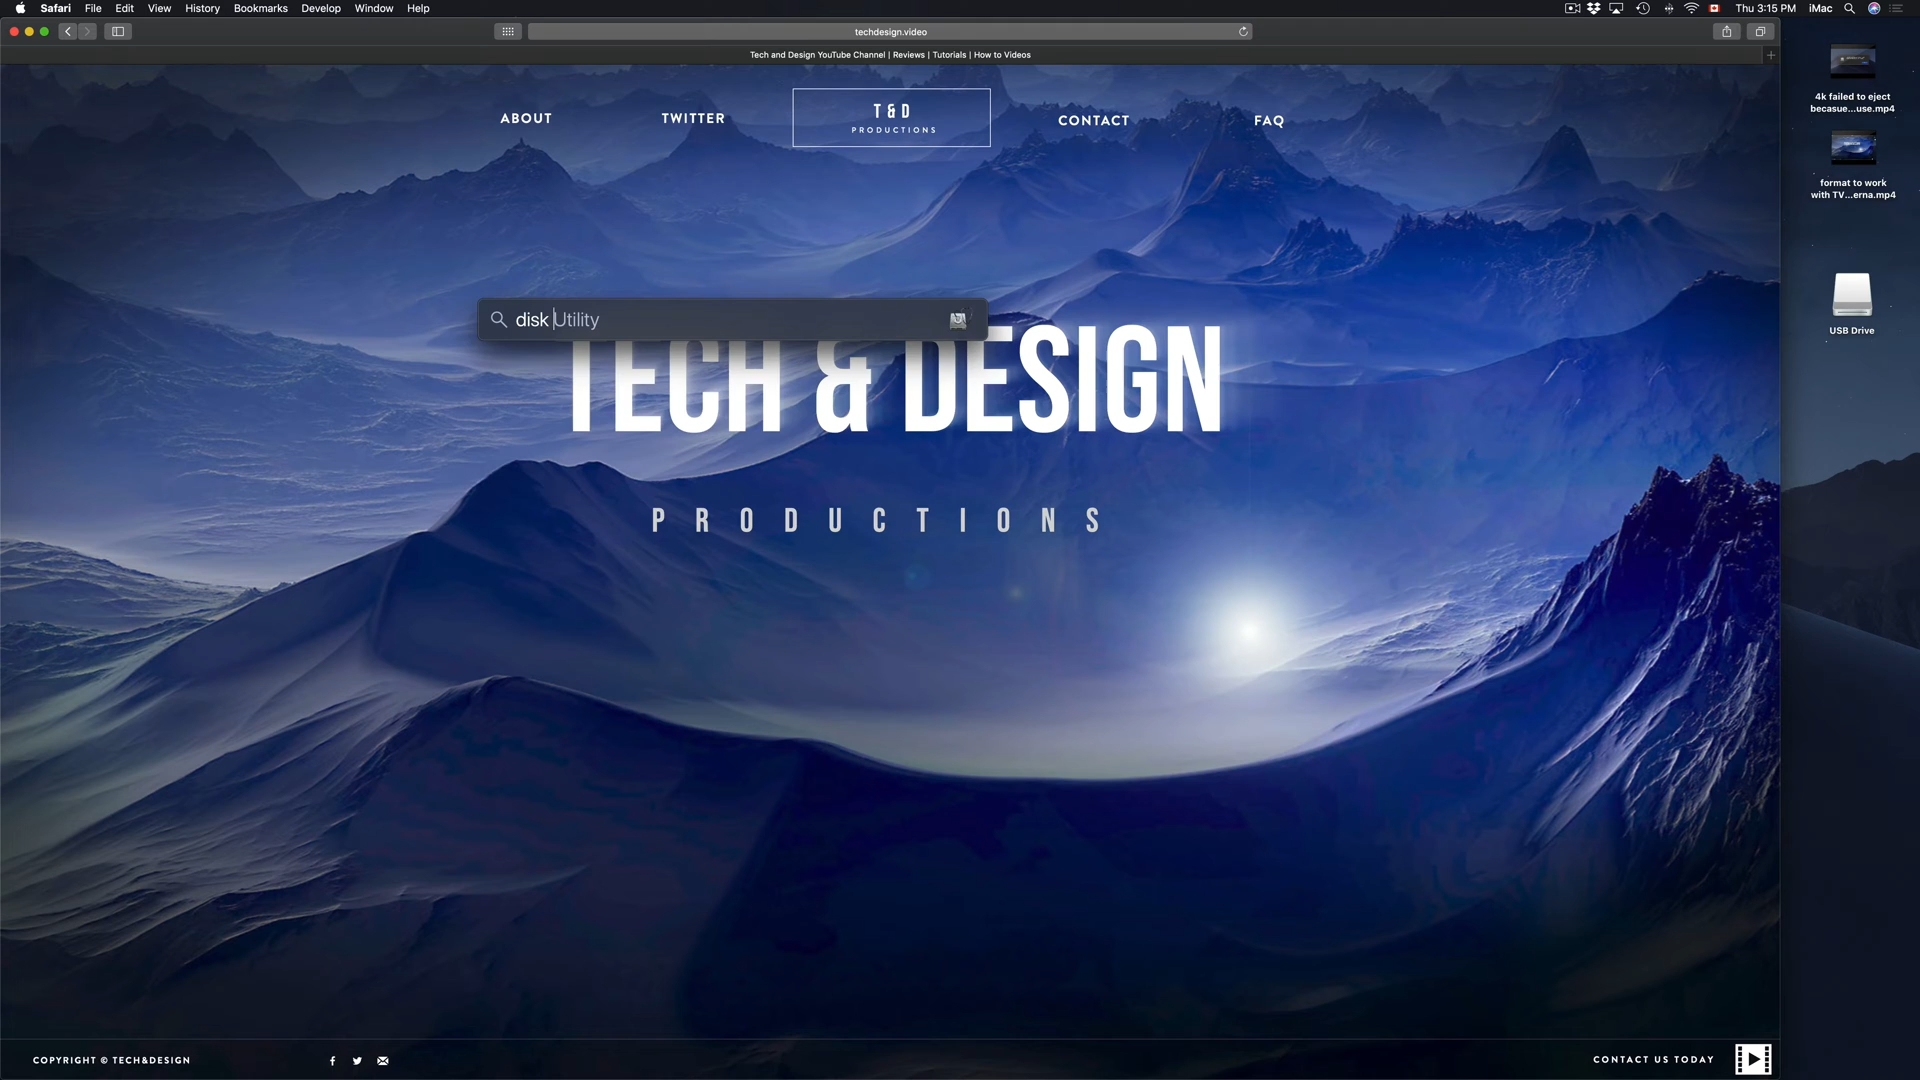 Safari File Edit View History Bookmarks Develop Window Help
Thu 3:15 PM iMac
techdesign.video
Tech and Design YouTube Channel | Reviews | Tutorials | How to Videos
ABOUT
TWITTER
T & D
PRODUCTIONS
CONTACT
FAQ
4k failed to eject
becasue...use.mp4
format to work
with TV...erna.mp4
USB Drive
disk Utility
TECH & DESIGN
PRODUCTIONS
COPYRIGHT © TECH&DESIGN
CONTACT US TODAY